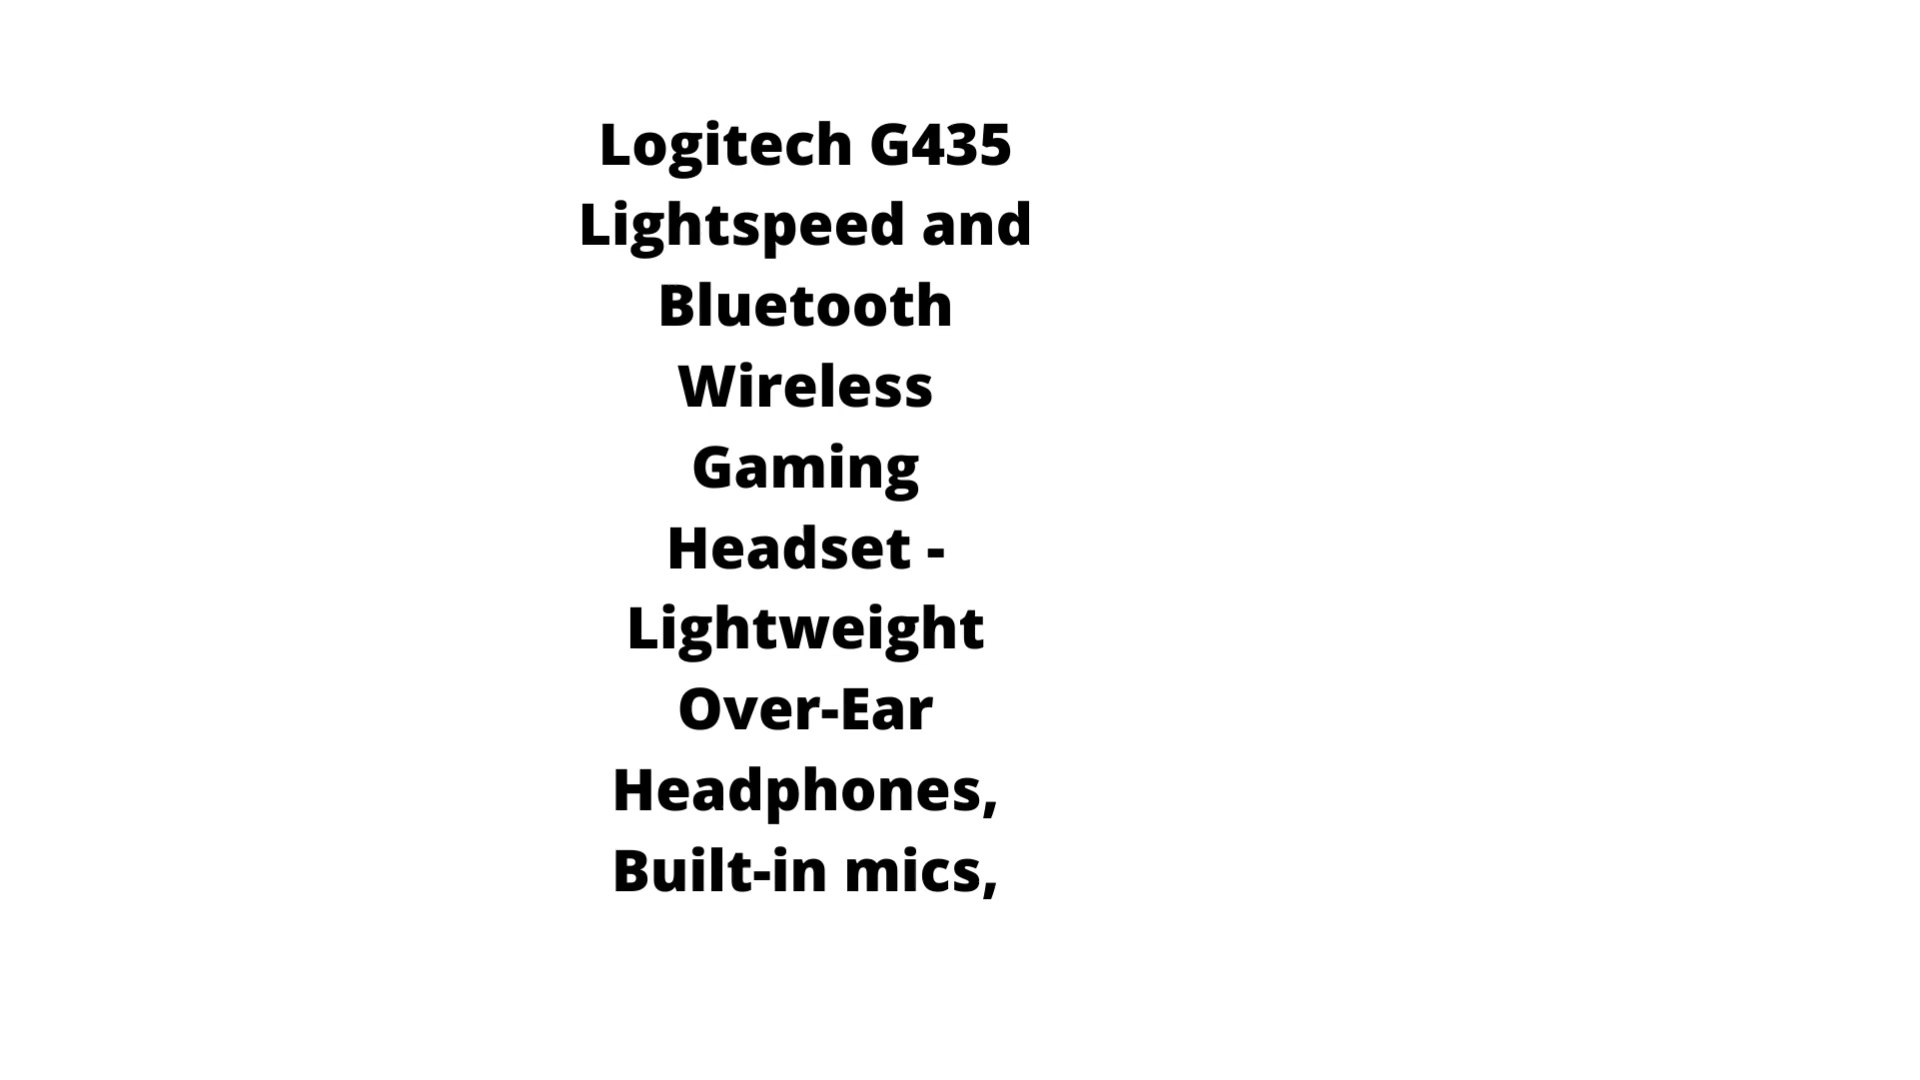 Logitech G435
Lightspeed and
Bluetooth
Wireless
Gaming
Headset -
Lightweight
Over-Ear
Headphones,
Built-in mics,